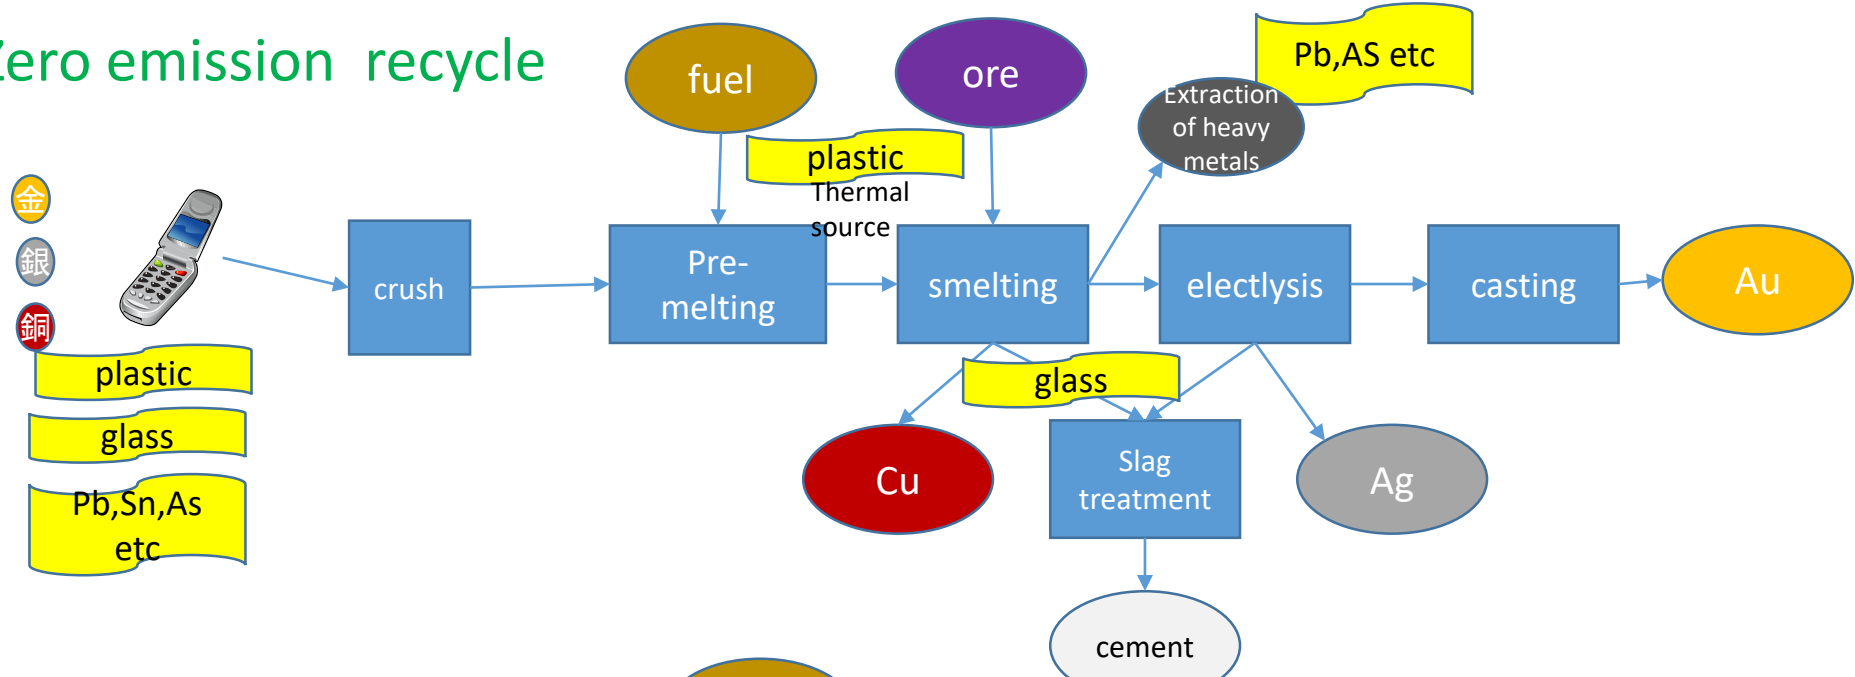 Zero emission  recycle
fuel
ore
Pb,AS etc
Extraction
of heavy
metals
plastic
Thermal
source
金
銀
銅
crush
Pre-
melting
smelting
electlysis
casting
Au
plastic
glass
Pb,Sn,As
etc
glass
Cu
Slag
treatment
Ag
cement